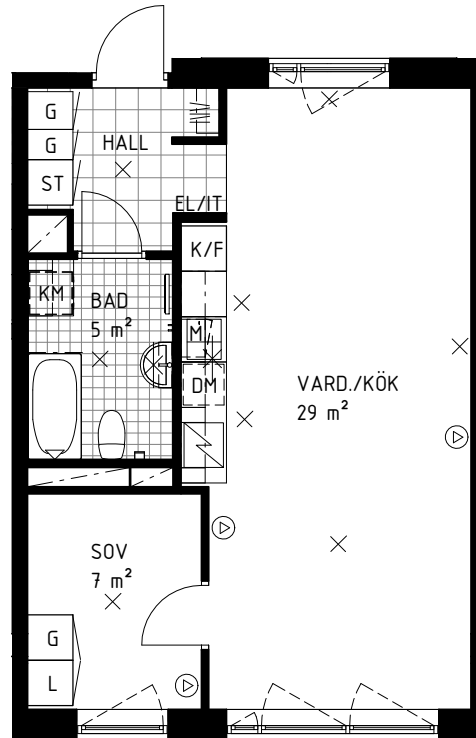 G
G
ST
HALL
EL/IT
K/F
KM
BAD
5 m²
M
DM
VARD./KÖK
29 m²
SOV
7 m²
G
L